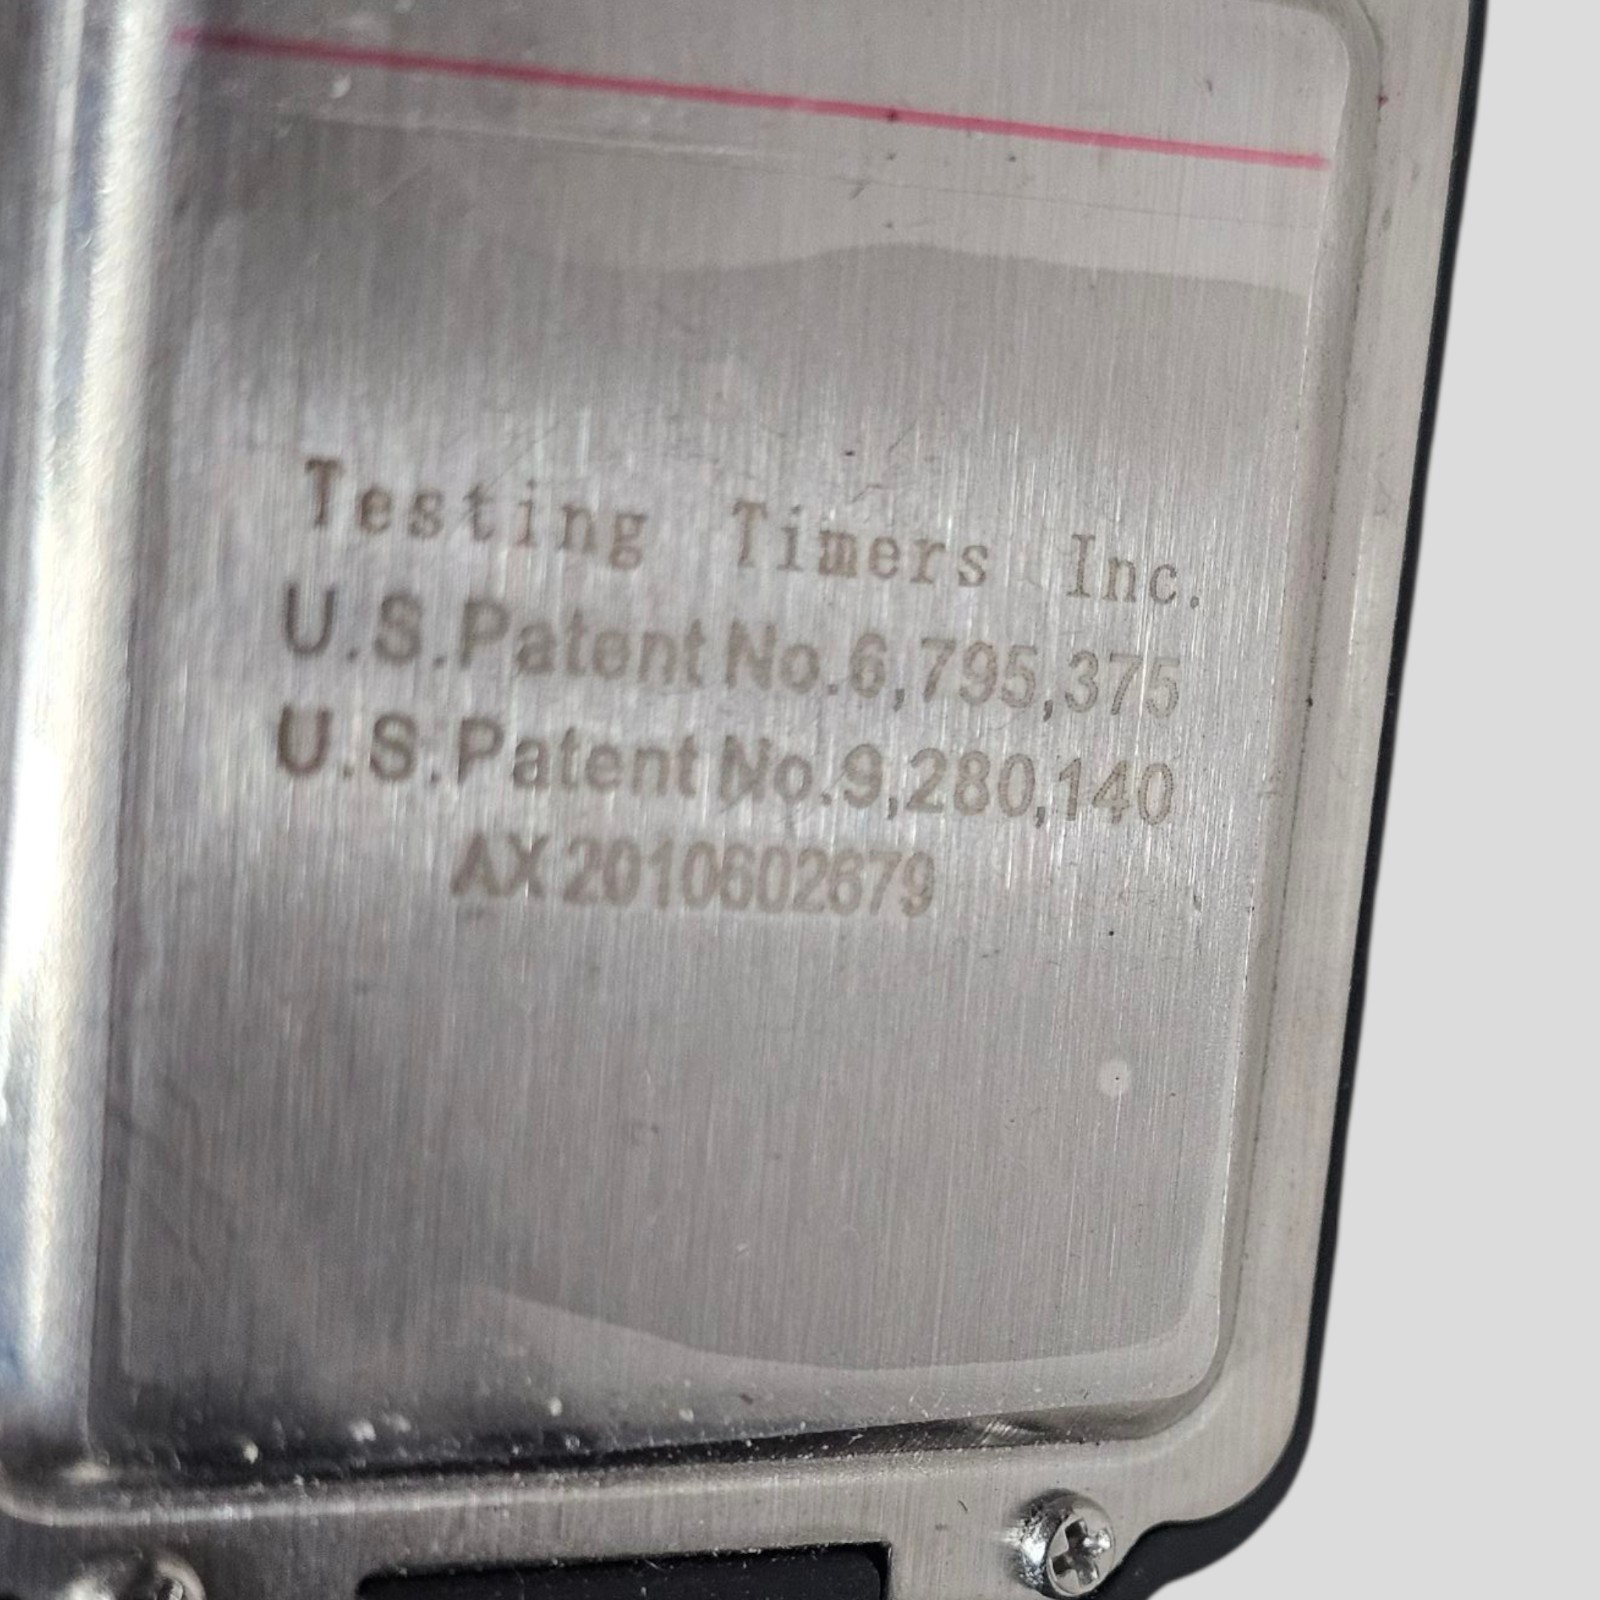 Testing Timers Inc.
U.S.Patent No.6,795,375
U.S.Patent No.9,280,140
AX 2010602679